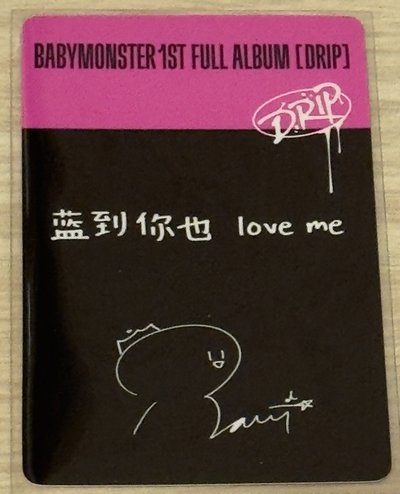 BABYMONSTER 1ST FULL ALBUM [DRIP]
DRIP
蓝到你也 love me